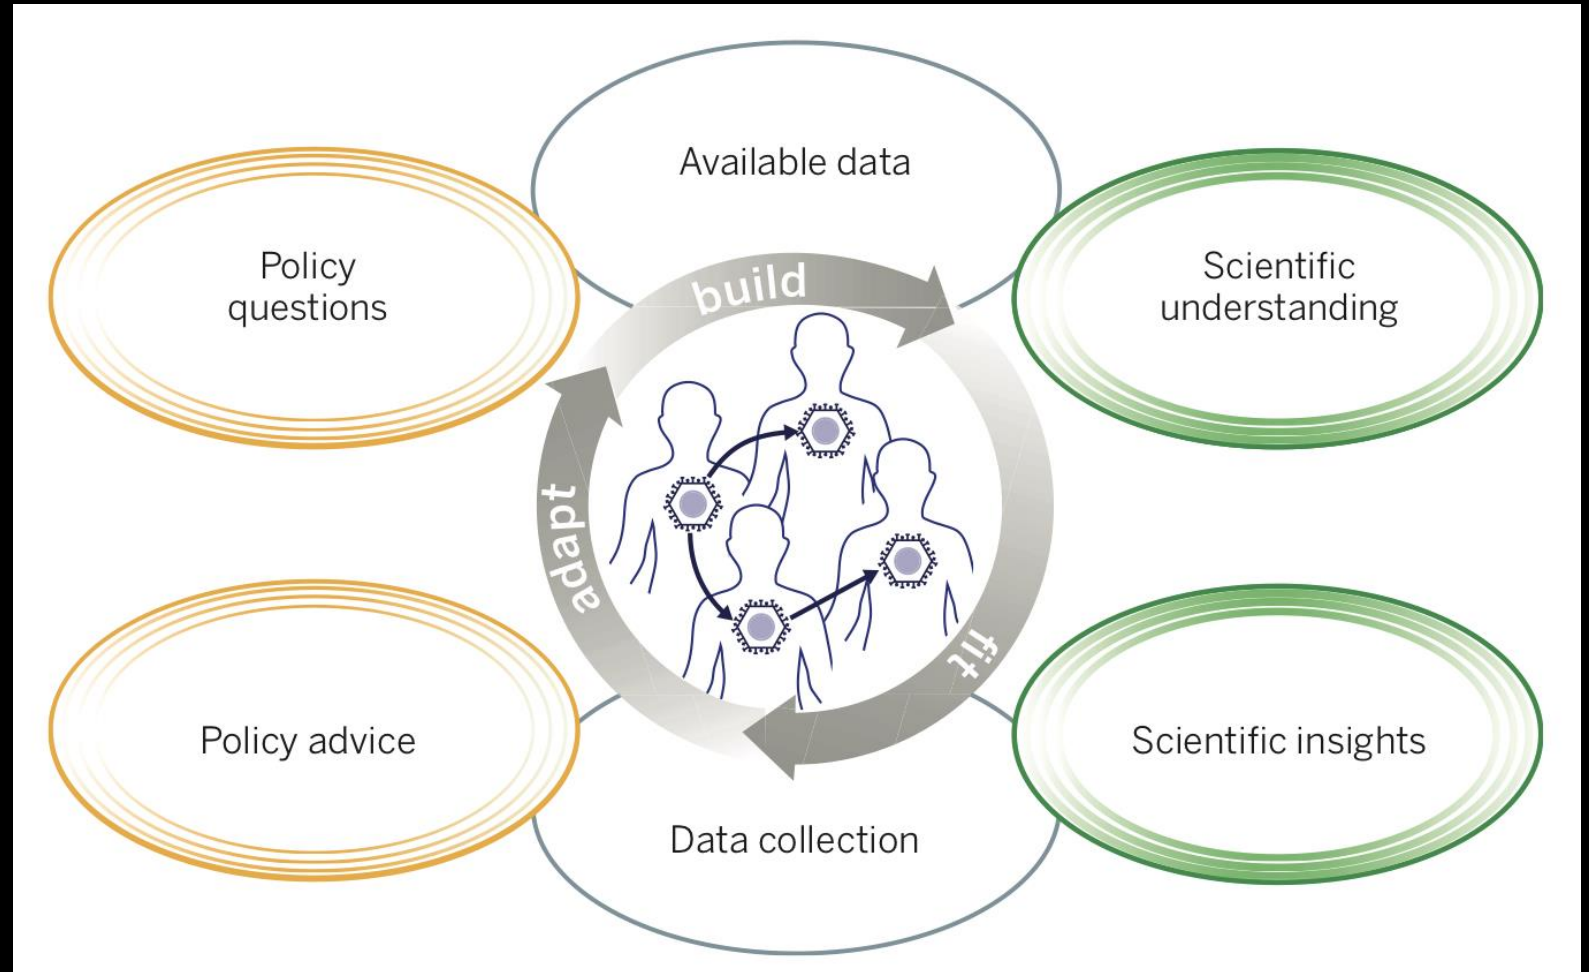 Available data
Policy
questions
Scientific
understanding
build
adapt
fit
Policy advice
Scientific insights
Data collection